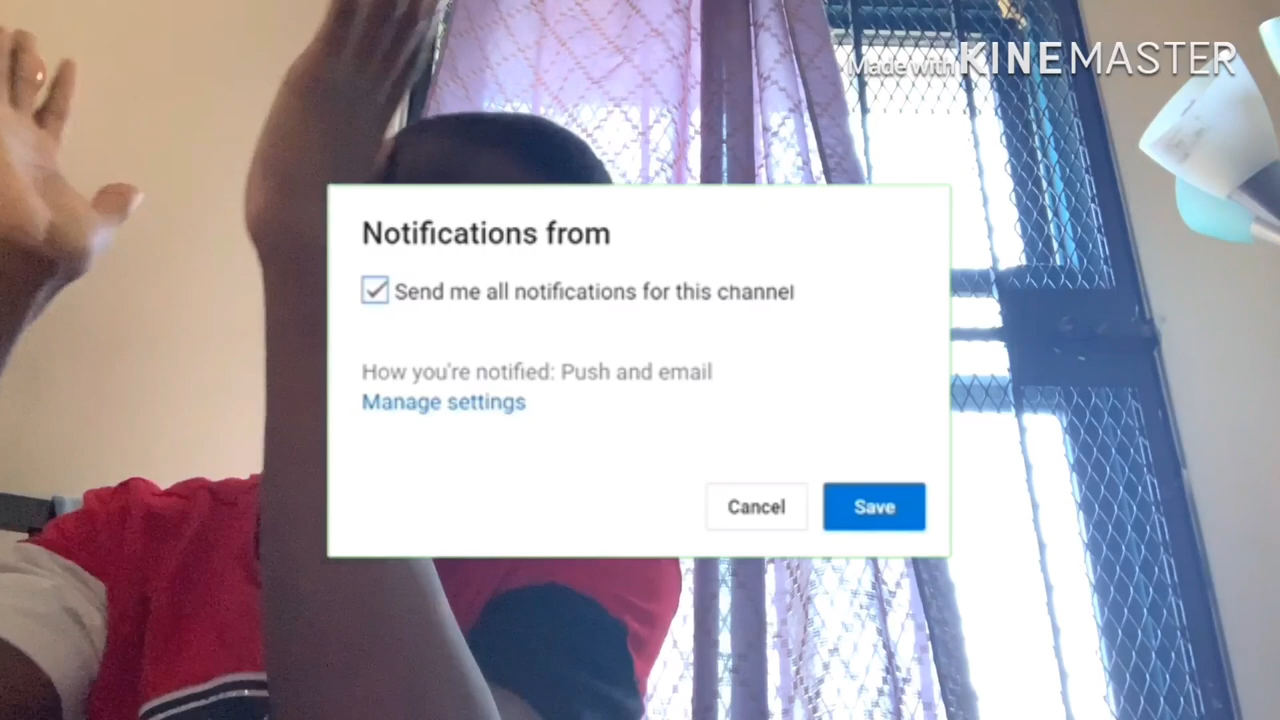 Made with KINEMASTER
Notifications from
Send me all notifications for this channel
How you're notified: Push and email
Manage settings
Cancel
Save